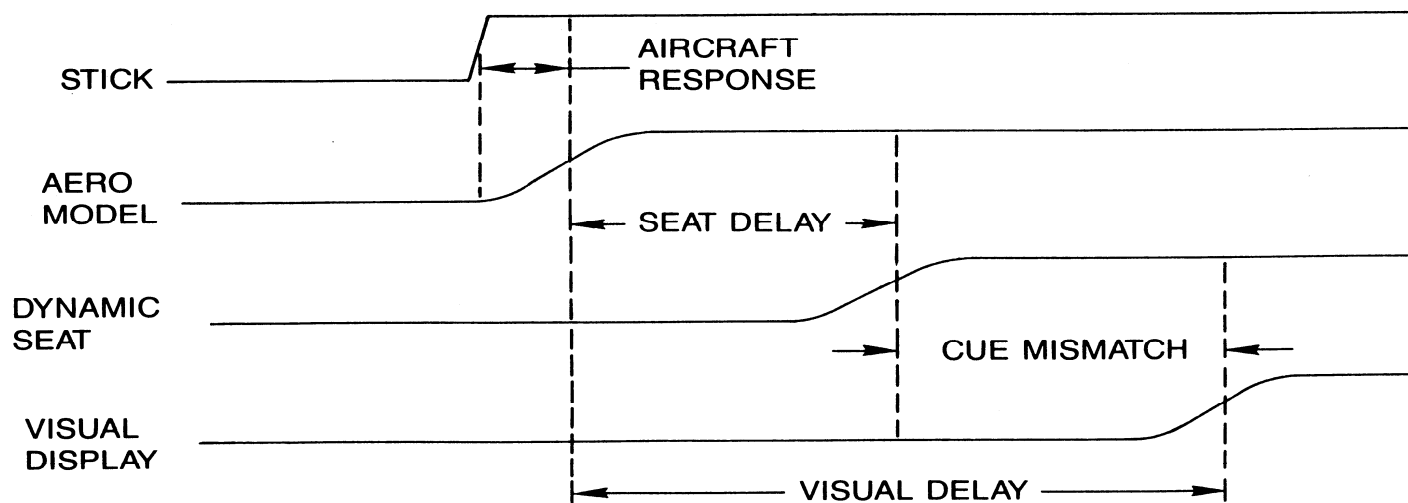 STICK
AIRCRAFT
RESPONSE
AERO
MODEL
SEAT DELAY
DYNAMIC
SEAT
CUE MISMATCH
VISUAL
DISPLAY
VISUAL DELAY